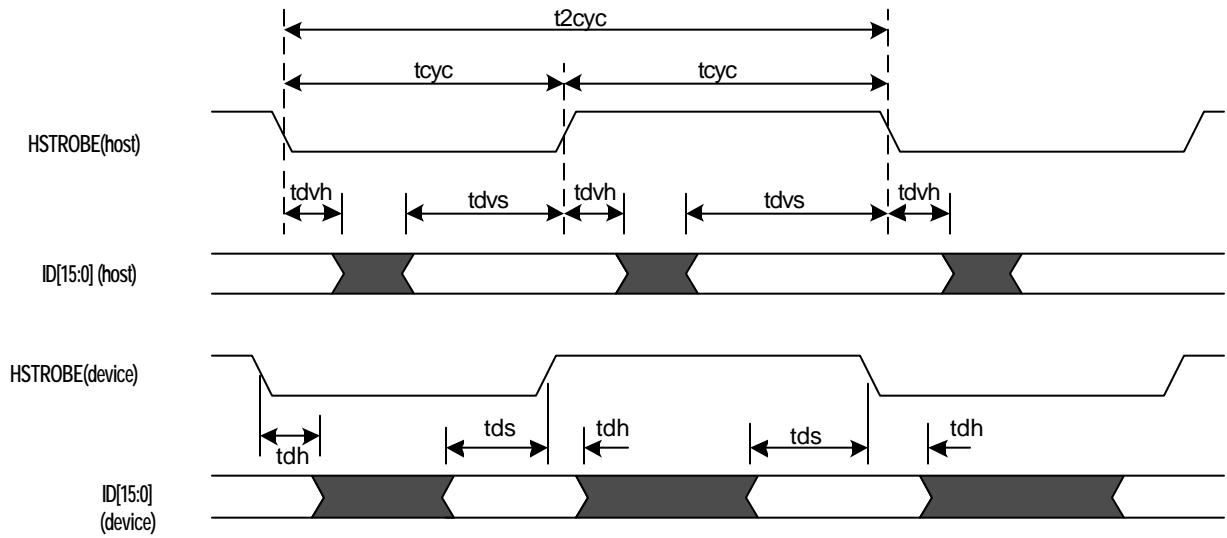 t2cyc
tcyc tcyc
HSTROBE(host)
tdvh tdvs tdvh tdvs tdvh
ID[15:0] (host)
HSTROBE(device)
tdh tds tdh tds tdh
ID[15:0]
(device)